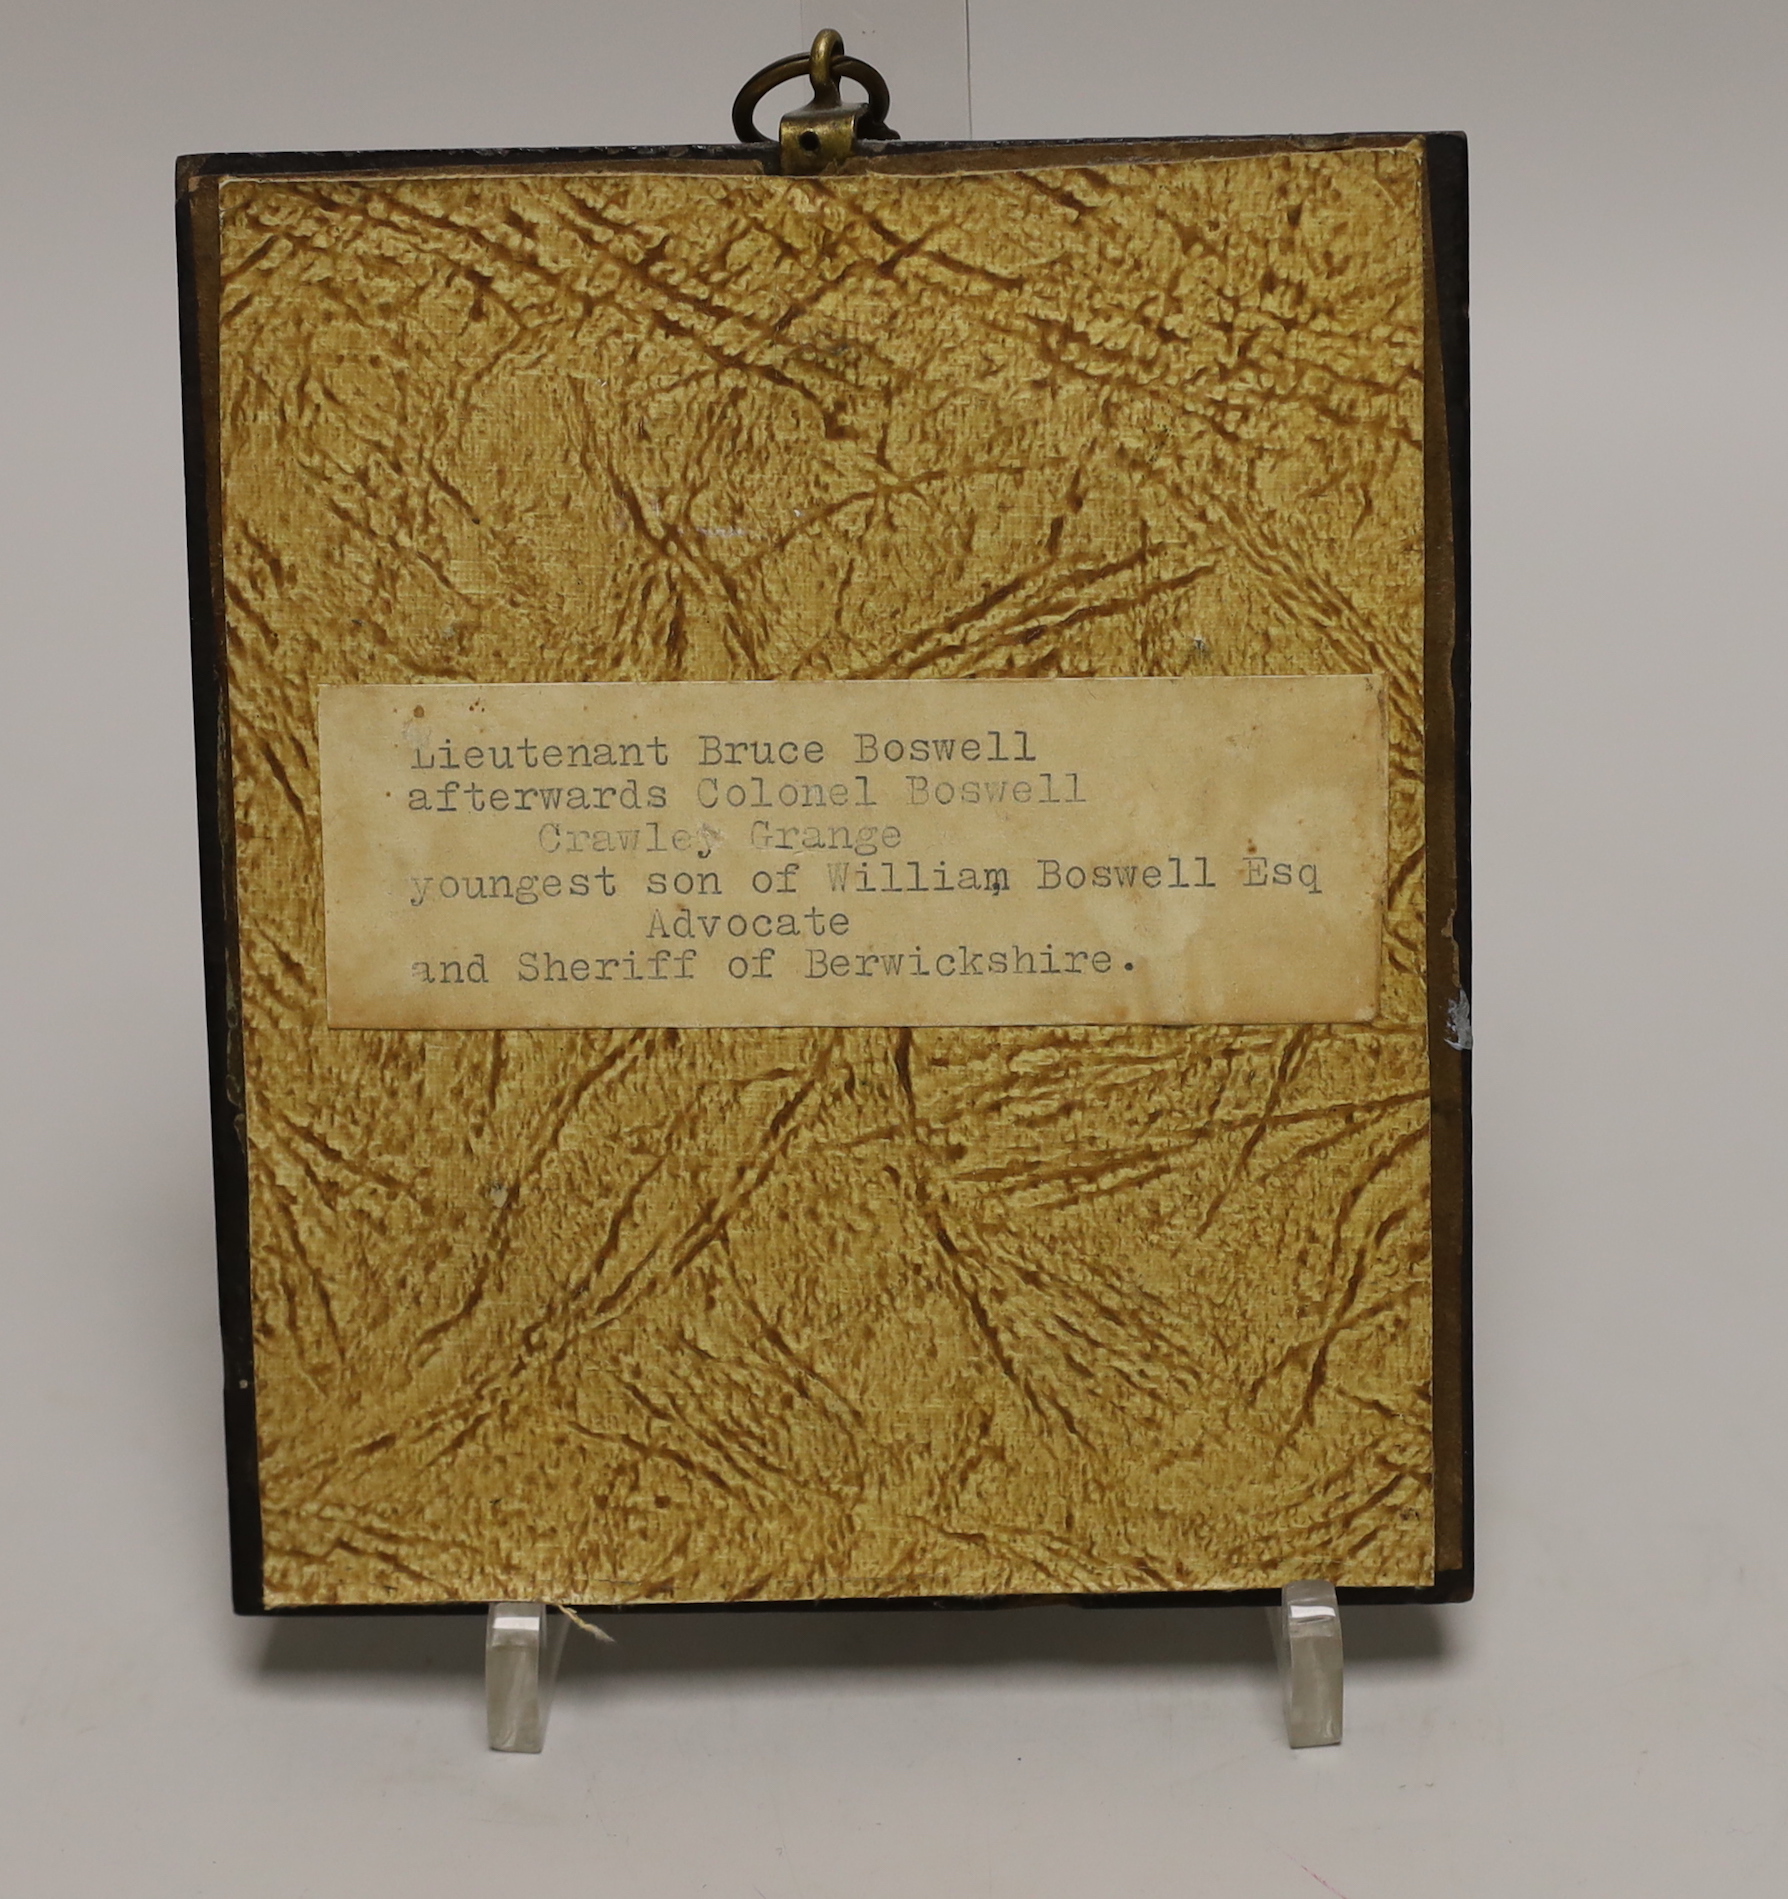 Lieutenant Bruce Boswell
afterwards Colonel Boswell
Crawley Grange
youngest son of William Boswell Esq
Advocate
and Sheriff of Berwickshire.